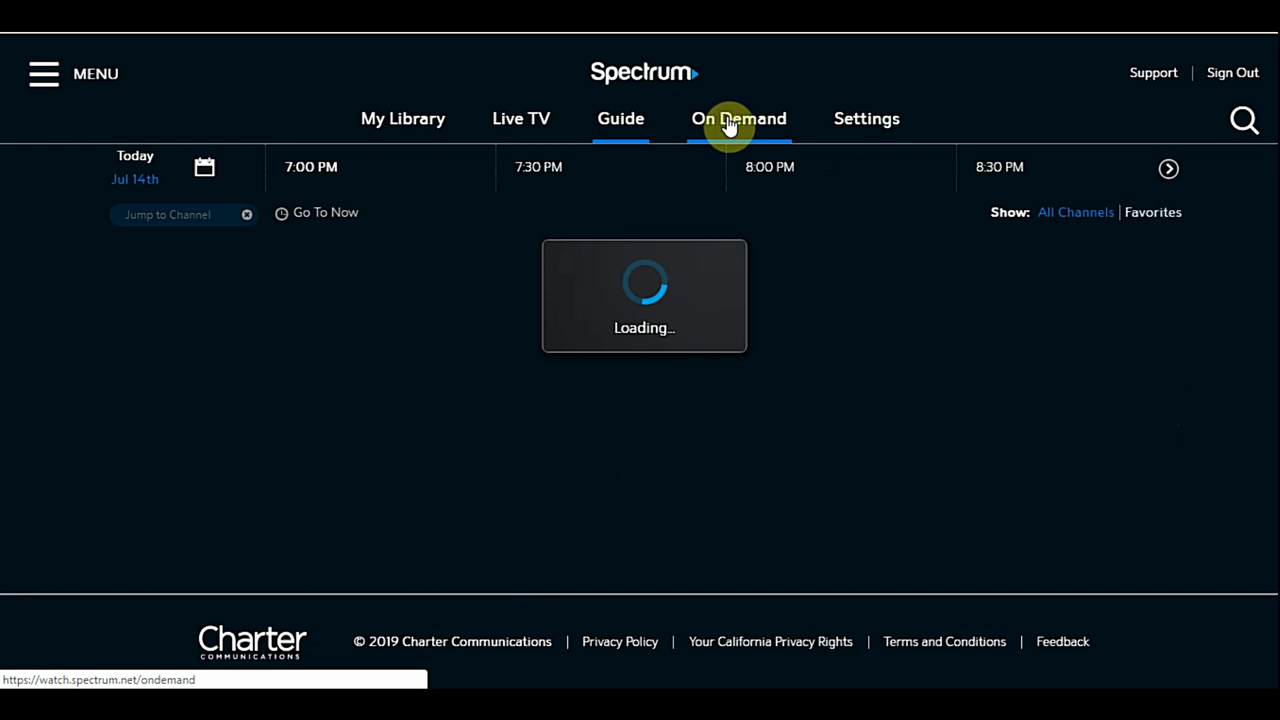 MENU
Spectrum
Support | Sign Out
My Library Live TV Guide On Demand Settings
Today
Jul 14th
7:00 PM 7:30 PM 8:00 PM 8:30 PM
Jump to Channel Go To Now Show: All Channels | Favorites
Loading...
Charter
COMMUNICATIONS
© 2019 Charter Communications | Privacy Policy | Your California Privacy Rights | Terms and Conditions | Feedback
https://watch.spectrum.net/ondemand